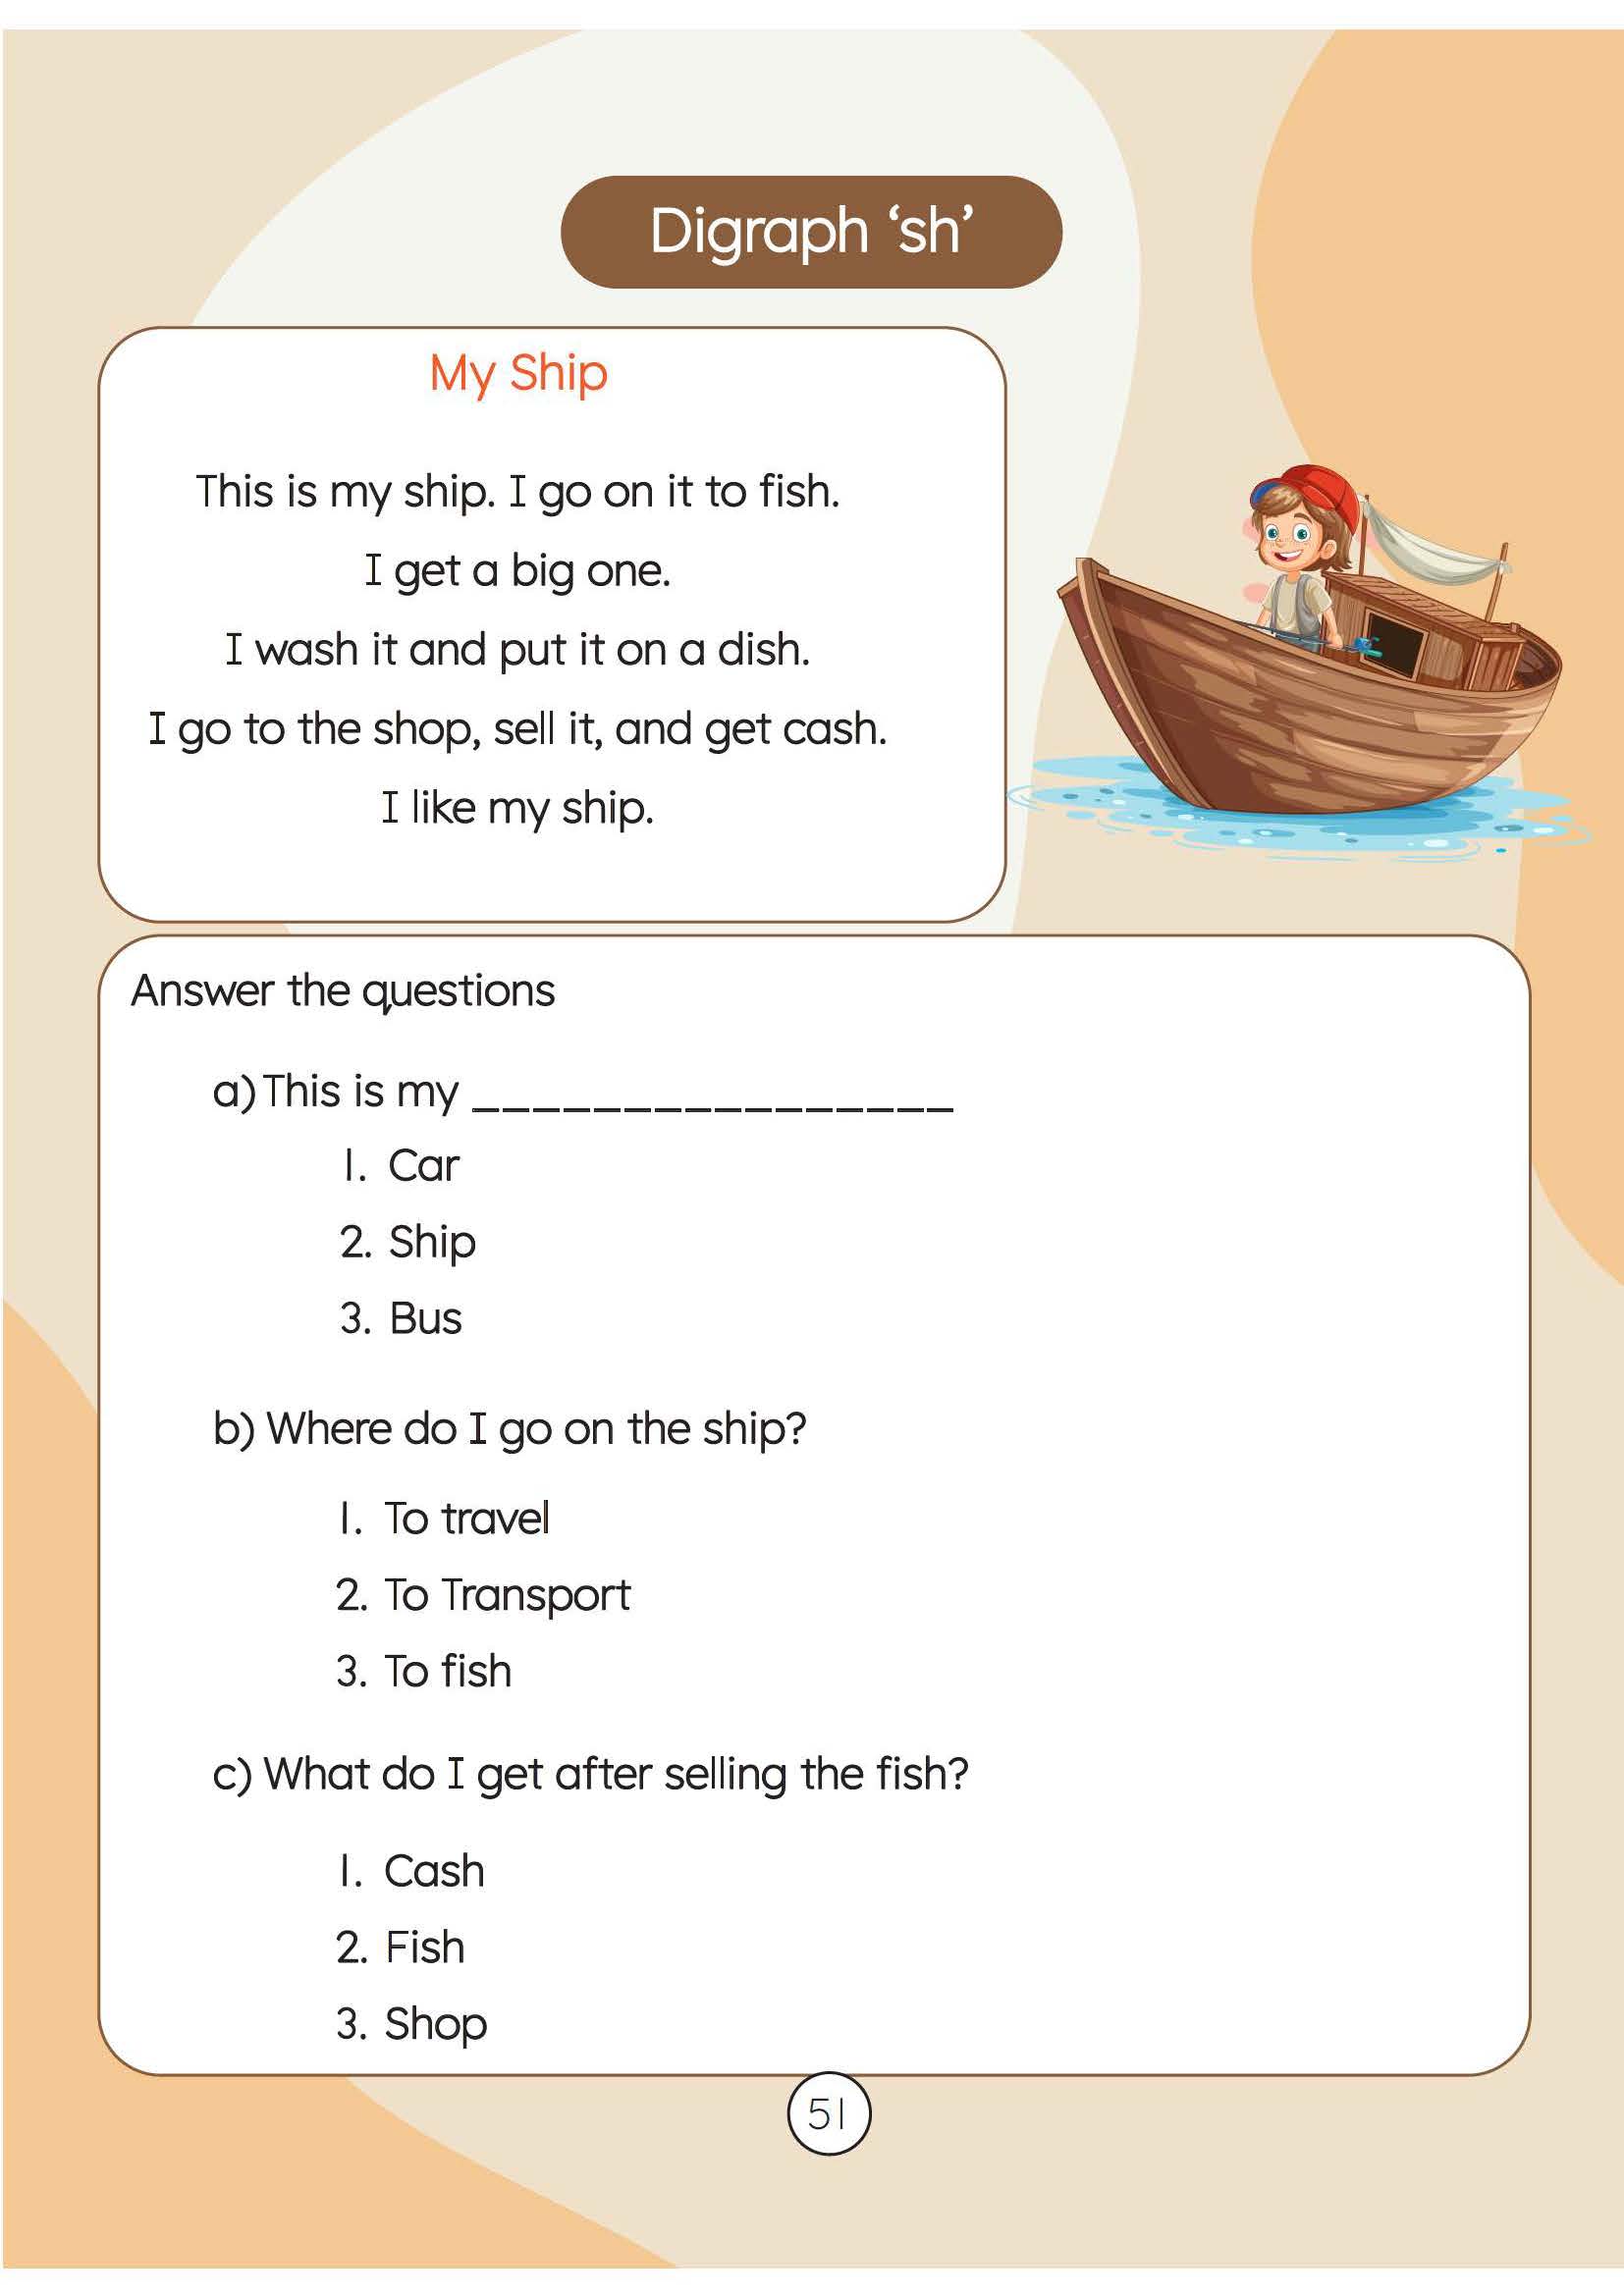 Digraph ‘sh’
My Ship
This is my ship. I go on it to fish.
I get a big one.
I wash it and put it on a dish.
I go to the shop, sell it, and get cash.
I like my ship.
Answer the questions
a) This is my ________________
1. Car
2. Ship
3. Bus
b) Where do I go on the ship?
1. To travel
2. To Transport
3. To fish
c) What do I get after selling the fish?
1. Cash
2. Fish
3. Shop
51